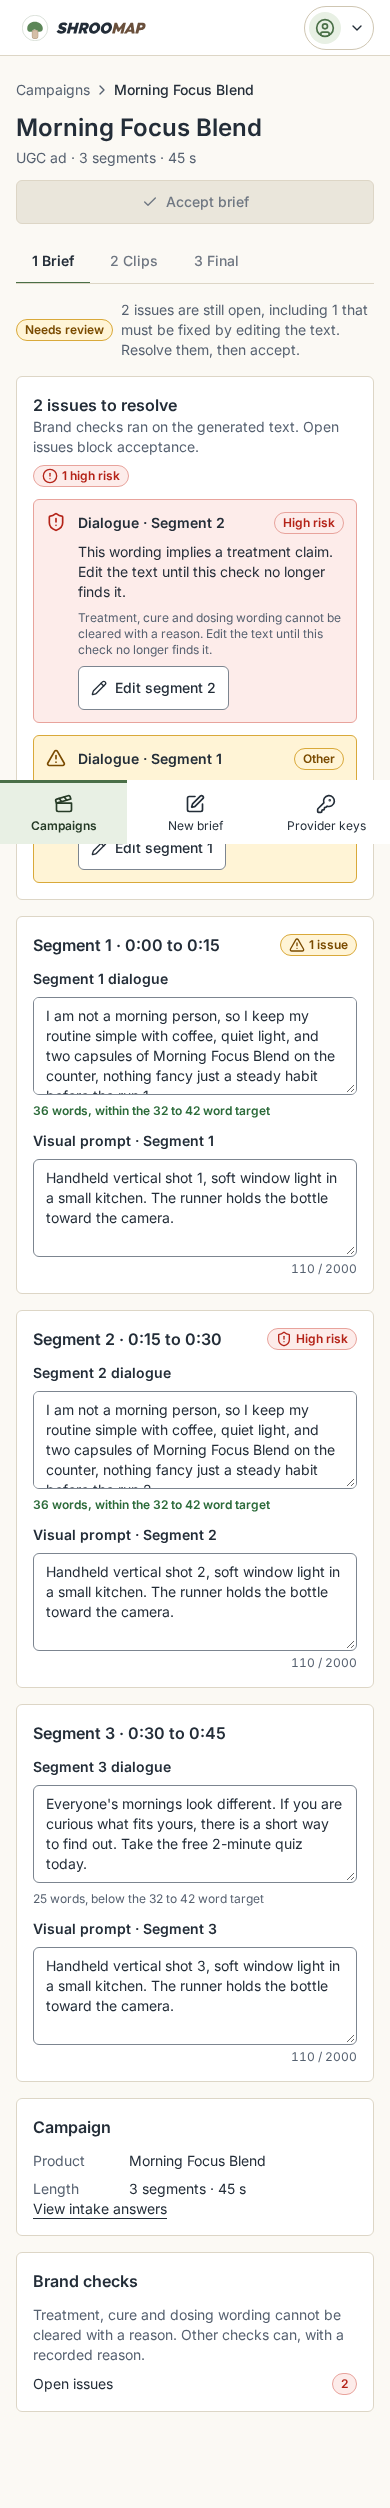 SHROOMAP
Campaigns > Morning Focus Blend
Morning Focus Blend
UGC ad · 3 segments · 45 s
Accept brief
1 Brief
2 Clips
3 Final
Needs review
2 issues are still open, including 1 that
must be fixed by editing the text.
Resolve them, then accept.
2 issues to resolve
Brand checks ran on the generated text. Open
issues block acceptance.
1 high risk
Dialogue · Segment 2
High risk
This wording implies a treatment claim.
Edit the text until this check no longer
finds it.
Treatment, cure and dosing wording cannot be
cleared with a reason. Edit the text until this
check no longer finds it.
Edit segment 2
Dialogue · Segment 1
Other
Campaigns
New brief
Provider keys
Edit segment 1
Segment 1 · 0:00 to 0:15
1 issue
Segment 1 dialogue
I am not a morning person, so I keep my
routine simple with coffee, quiet light, and
two capsules of Morning Focus Blend on the
counter, nothing fancy just a steady habit
before the run 1
36 words, within the 32 to 42 word target
Visual prompt · Segment 1
Handheld vertical shot 1, soft window light in
a small kitchen. The runner holds the bottle
toward the camera.
110 / 2000
Segment 2 · 0:15 to 0:30
High risk
Segment 2 dialogue
I am not a morning person, so I keep my
routine simple with coffee, quiet light, and
two capsules of Morning Focus Blend on the
counter, nothing fancy just a steady habit
before the run 2
36 words, within the 32 to 42 word target
Visual prompt · Segment 2
Handheld vertical shot 2, soft window light in
a small kitchen. The runner holds the bottle
toward the camera.
110 / 2000
Segment 3 · 0:30 to 0:45
Segment 3 dialogue
Everyone's mornings look different. If you are
curious what fits yours, there is a short way
to find out. Take the free 2-minute quiz
today.
25 words, below the 32 to 42 word target
Visual prompt · Segment 3
Handheld vertical shot 3, soft window light in
a small kitchen. The runner holds the bottle
toward the camera.
110 / 2000
Campaign
Product Morning Focus Blend
Length 3 segments · 45 s
View intake answers
Brand checks
Treatment, cure and dosing wording cannot be
cleared with a reason. Other checks can, with a
recorded reason.
Open issues 2